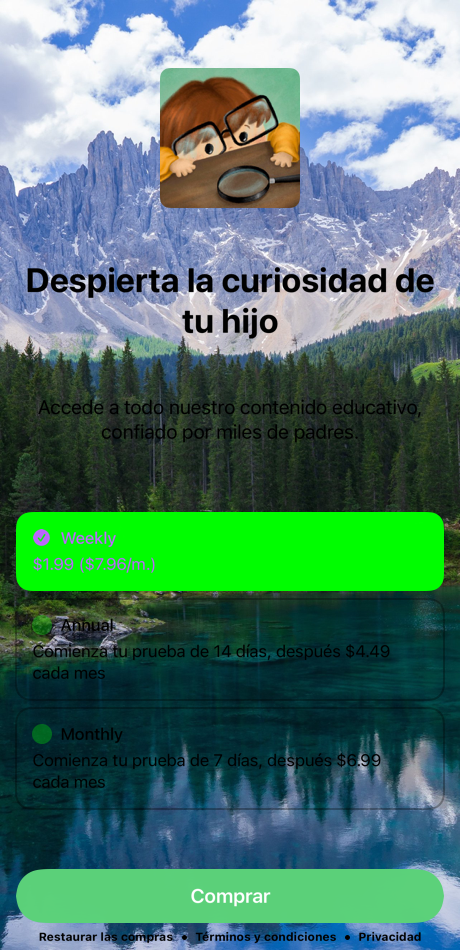 Despierta la curiosidad de
tu hijo
Accede a todo nuestro contenido educativo,
confiado por miles de padres.
Weekly
$1.99 ($7.96/m.)
Annual
Comienza tu prueba de 14 días, después $4.49
cada mes
Monthly
Comienza tu prueba de 7 días, después $6.99
cada mes
Comprar
Restaurar las compras • Términos y condiciones • Privacidad